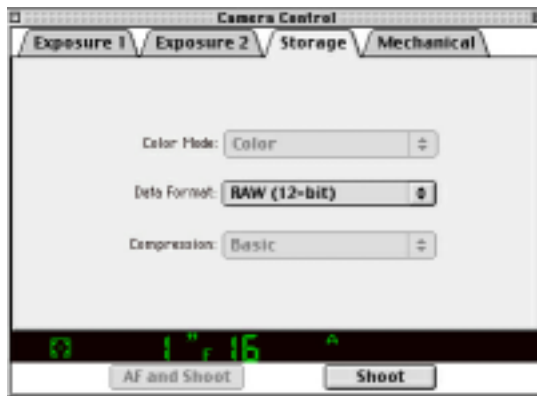 Camera Control
Exposure 1 Exposure 2 Storage Mechanical
Color Mode: Color
Data Format: RAW (12-bit)
Compression: Basic
1" F 16 A
AF and Shoot Shoot